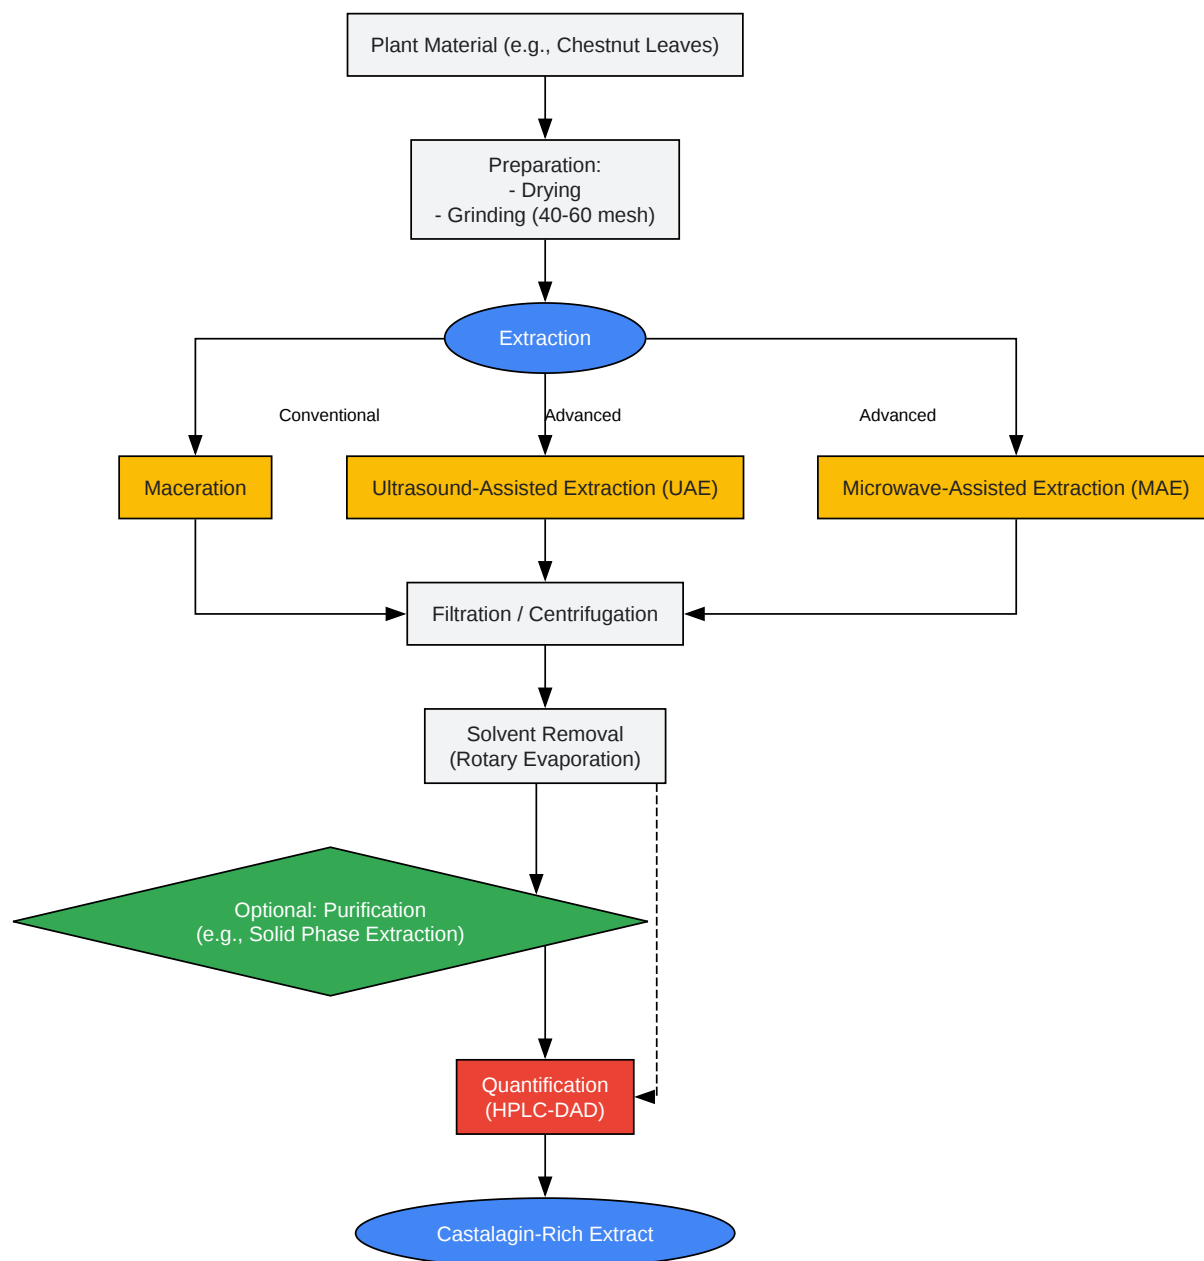 Plant Material (e.g., Chestnut Leaves)
Preparation:
- Drying
- Grinding (40-60 mesh)
Extraction
Conventional
Advanced
Advanced
Maceration
Ultrasound-Assisted Extraction (UAE)
Microwave-Assisted Extraction (MAE)
Filtration / Centrifugation
Solvent Removal
(Rotary Evaporation)
Optional: Purification
(e.g., Solid Phase Extraction)
Quantification
(HPLC-DAD)
Castalagin-Rich Extract